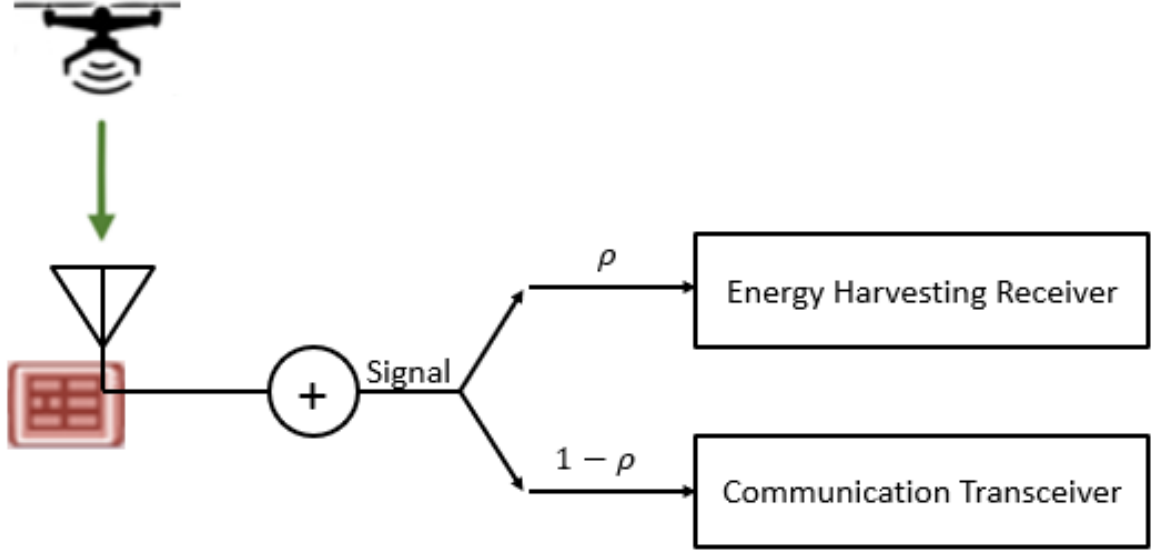 ρ
Energy Harvesting Receiver
Signal
+
1 − ρ
Communication Transceiver